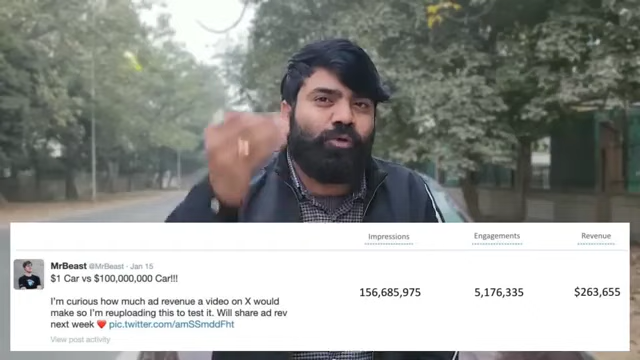 Impressions Engagements Revenue
MrBeast @MrBeast · Jan 15
$1 Car vs $100,000,000 Car!!!
I'm curious how much ad revenue a video on X would
make so I'm reuploading this to test it. Will share ad rev
next week ❤️ pic.twitter.com/amSSmddFht
View post activity
156,685,975 5,176,335 $263,655